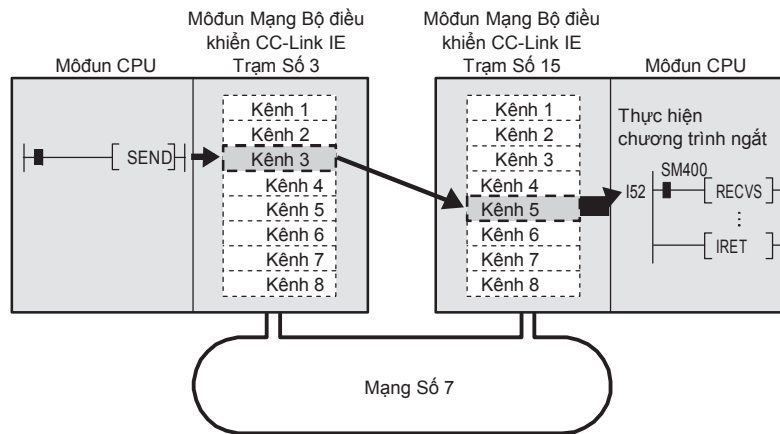 Môđun Mạng Bộ điều
khiển CC-Link IE
Trạm Số 3
Môđun Mạng Bộ điều
khiển CC-Link IE
Trạm Số 15
Môđun CPU
Môđun CPU
SEND
Kênh 1
Kênh 2
Kênh 3
Kênh 4
Kênh 5
Kênh 6
Kênh 7
Kênh 8
Kênh 1
Kênh 2
Kênh 3
Kênh 4
Kênh 5
Kênh 6
Kênh 7
Kênh 8
Thực hiện
chương trình ngắt
SM400
I52
RECVS
IRET
Mạng Số 7